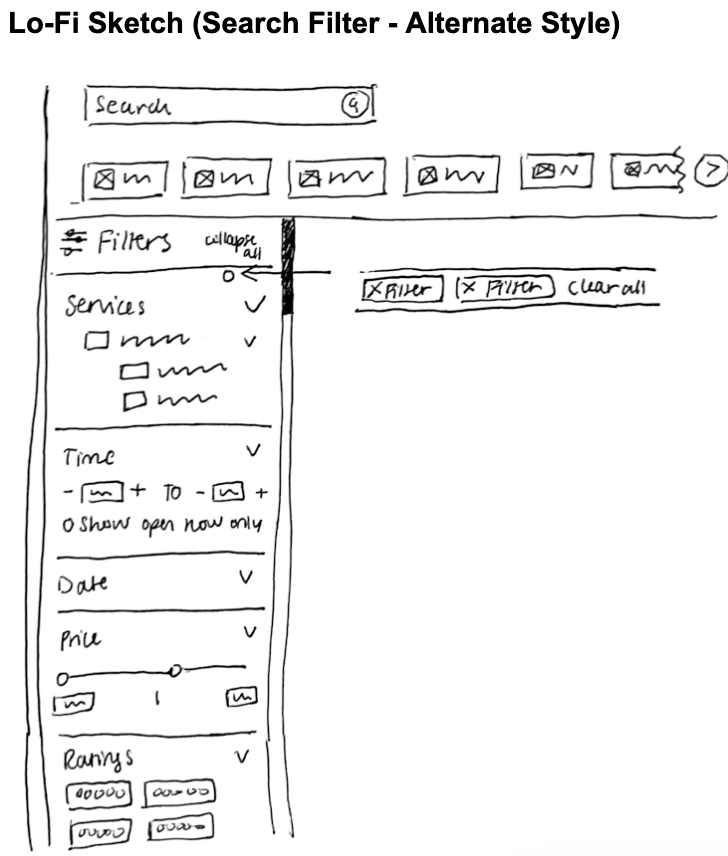 Lo-Fi Sketch (Search Filter - Alternate Style)
Search
Filters
collapse
all
X Filter X Filter clear all
Services
Time
- + TO - +
O Show open now only
Date
Price
Ratings